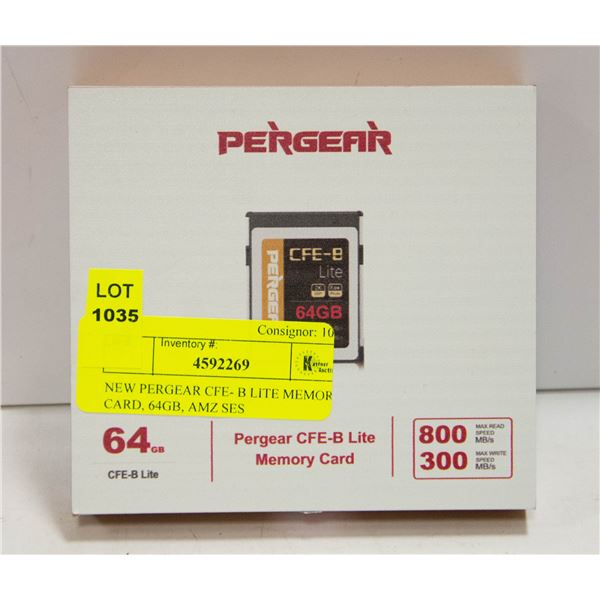 PERGEAR
CFE-B
Lite
PERGEAR
64GB
LOT
1035
Consignor: 10
Inventory #:
4592269
NEW PERGEAR CFE- B LITE MEMOR
CARD, 64GB, AMZ SES
64GB
CFE-B Lite
Pergear CFE-B Lite
Memory Card
800 MAX READ SPEED MB/s
300 MAX WRITE SPEED MB/s